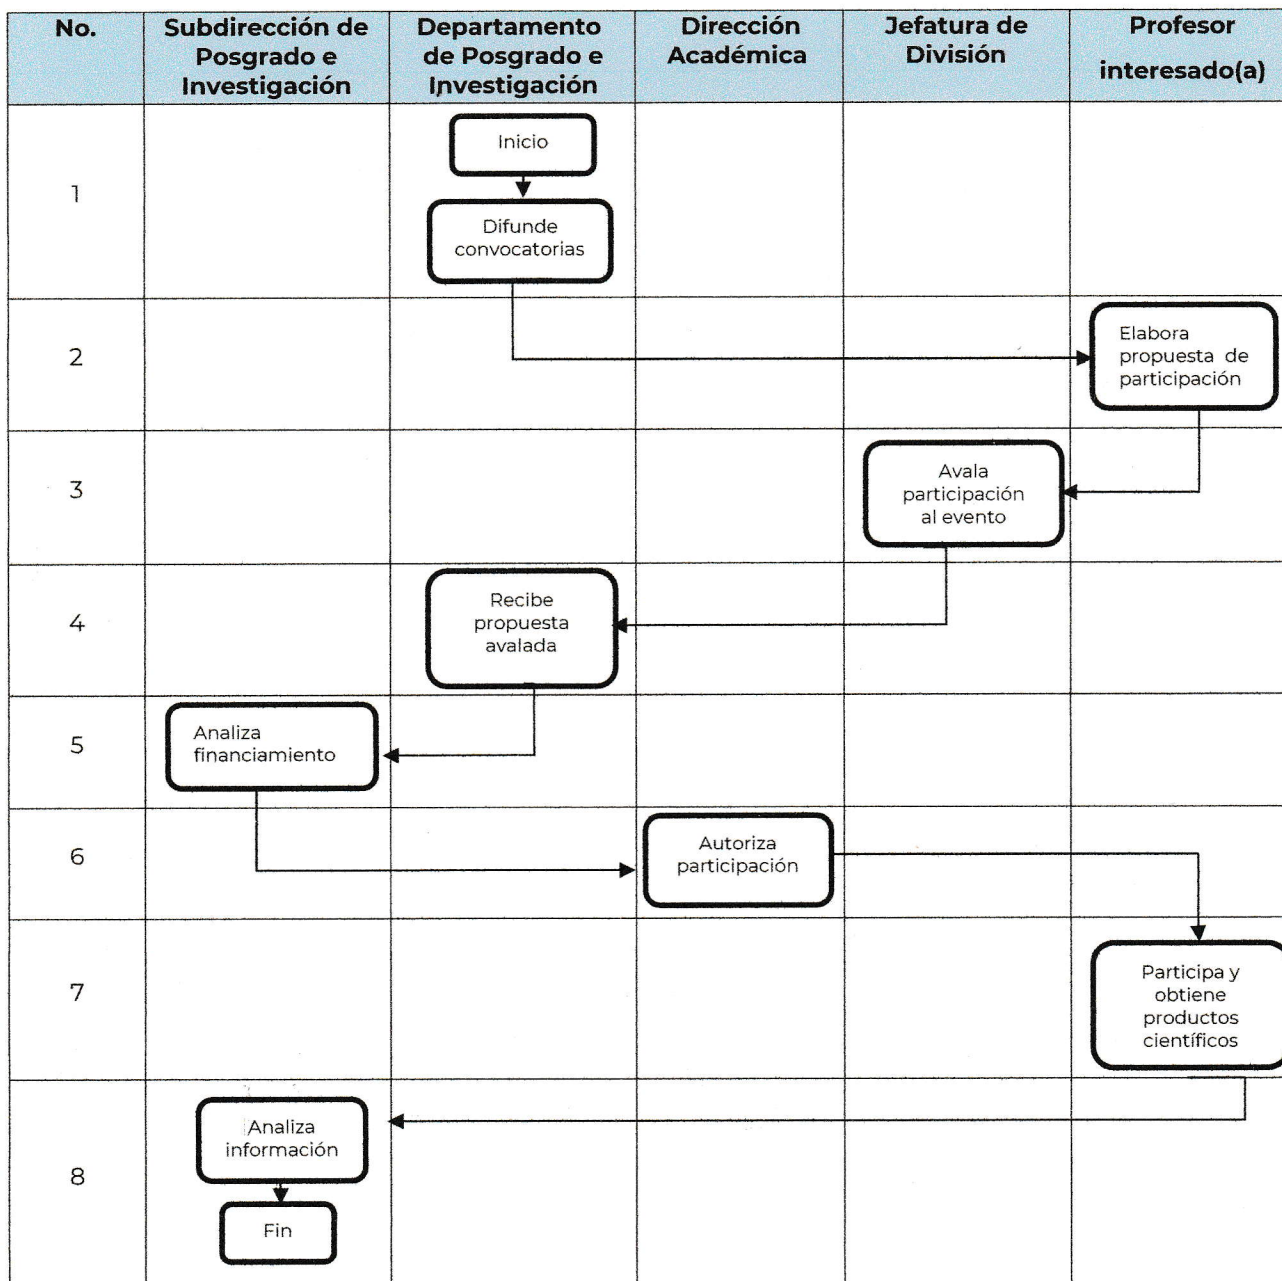 No.
Subdirección de
Posgrado e
Investigación
Departamento
de Posgrado e
Investigación
Dirección
Académica
Jefatura de
División
Profesor
interesado(a)
1
Inicio
Difunde
convocatorias
2
Elabora
propuesta de
participación
3
Avala
participación
al evento
4
Recibe
propuesta
avalada
5
Analiza
financiamiento
6
Autoriza
participación
7
Participa y
obtiene
productos
científicos
8
Analiza
información
Fin